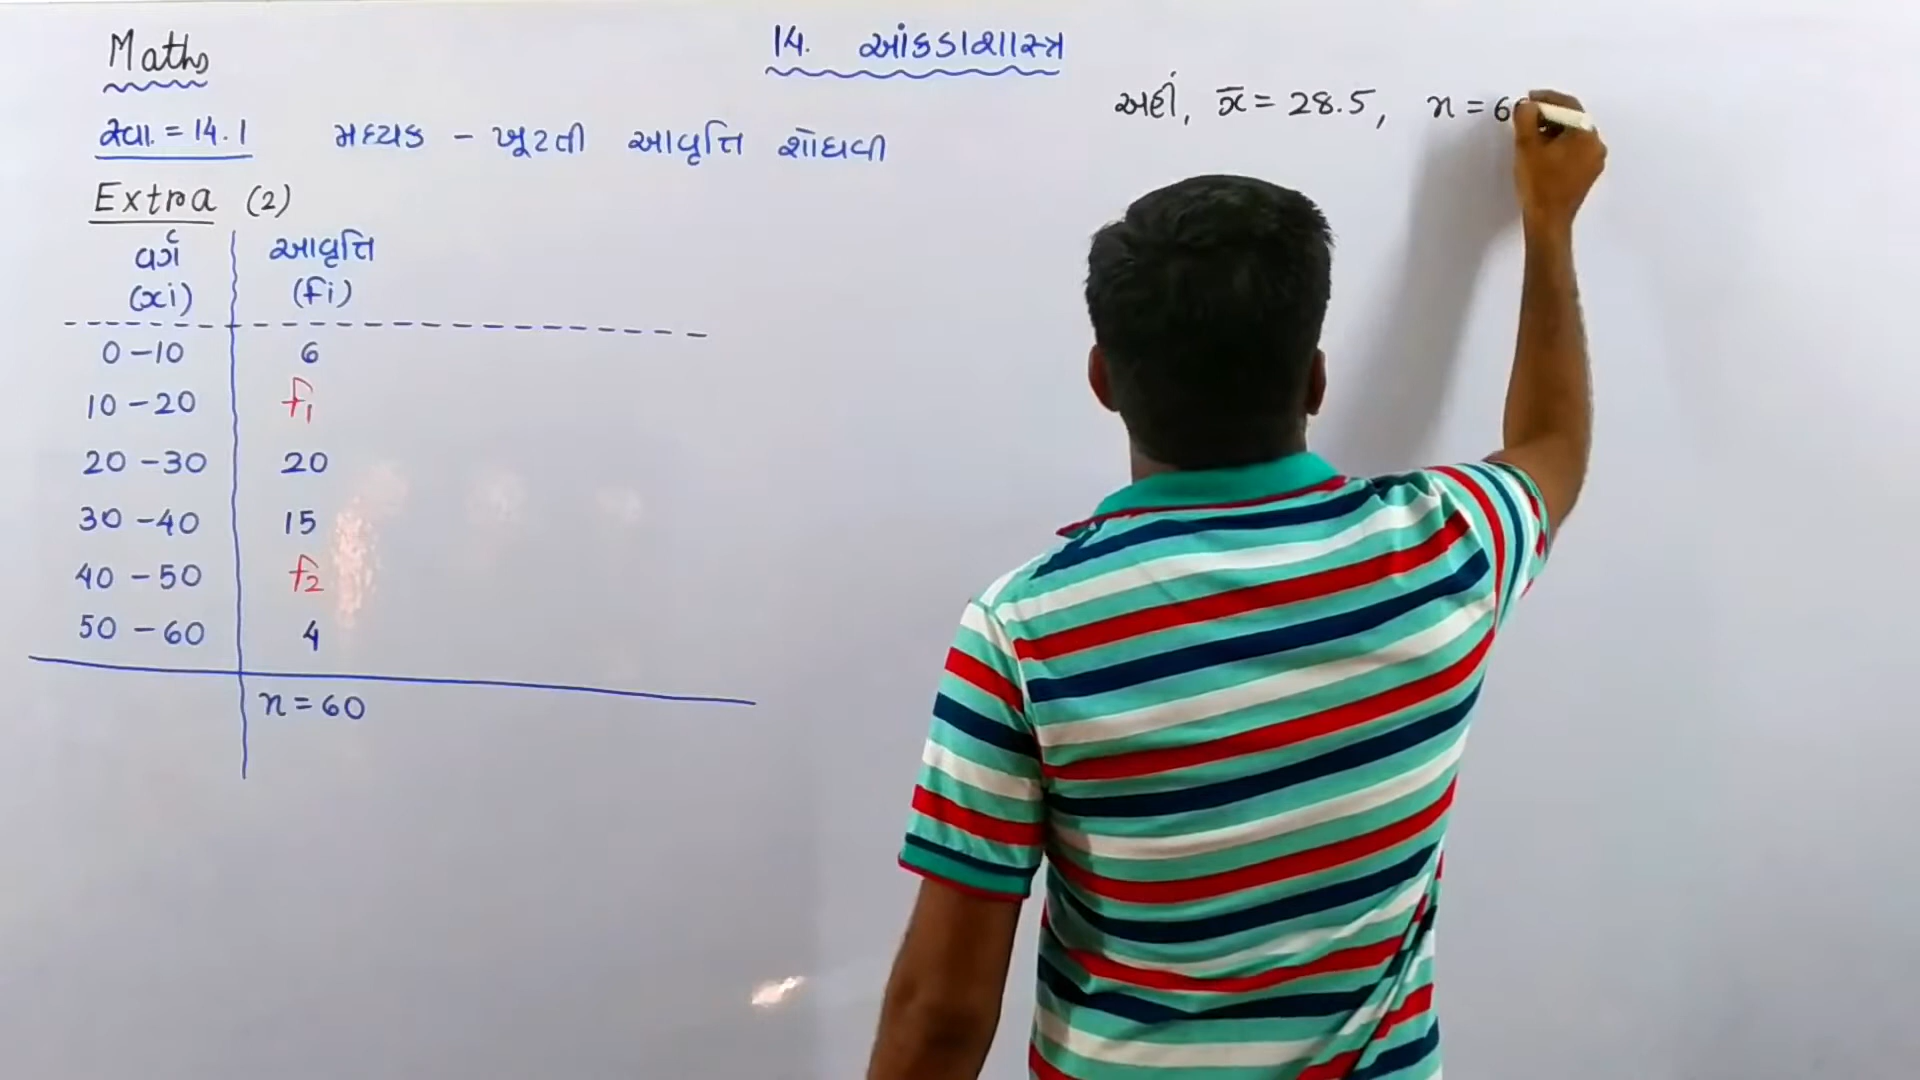 Maths
14. આંકડાશાસ્ત્ર
સ્વા. = 14.1 મધ્યક - ખૂટતી આવૃત્તિ શોધવી
Extra (2)
વર્ગ આવૃત્તિ
(xi) (fi)
0-10 6
10-20 f₁
20-30 20
30-40 15
40-50 f₂
50-60 4
n = 60
અહીં, x̄ = 28.5, n = 6